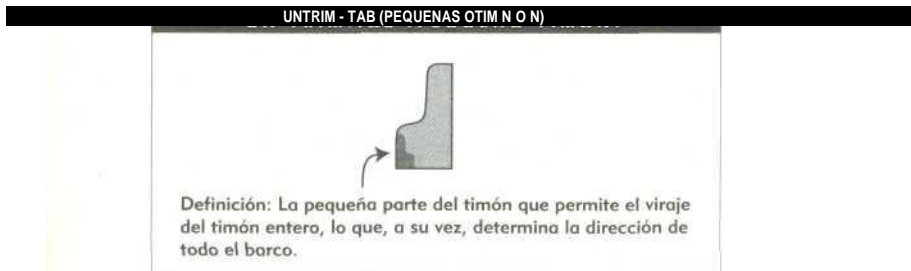 UNTRIM - TAB (PEQUENAS OTIM N O N)
Definición: La pequeña parte del timón que permite el viraje
del timón entero, lo que, a su vez, determina la dirección de
todo el barco.